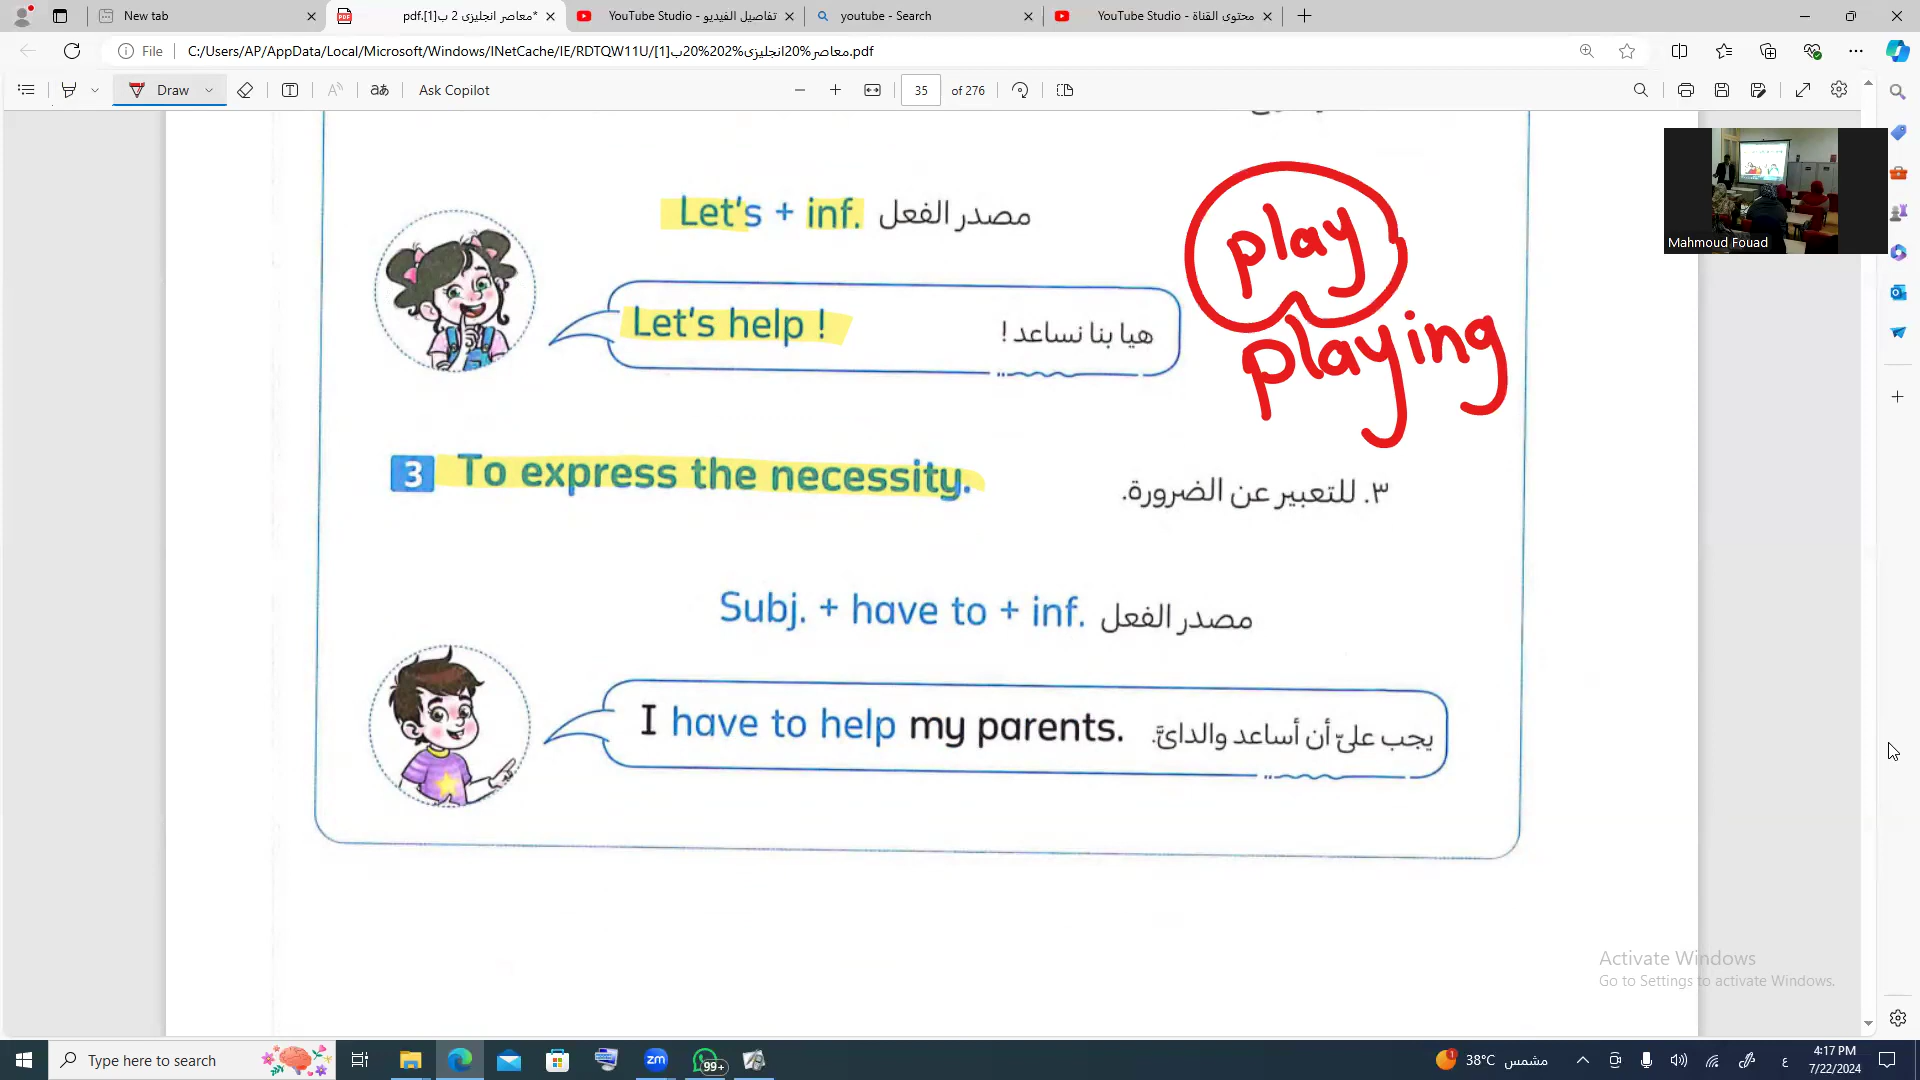 New tab
معاصر انجليزى 2 ب[1].pdf*
تفاصيل الفيديو - YouTube Studio
youtube - Search
محتوى القناة - YouTube Studio
File
C:/Users/AP/AppData/Local/Microsoft/Windows/INetCache/IE/RDTQW11U/معاصر%20انجليزى%202%20ب[1].pdf
Draw
Ask Copilot
35
of 276
Let's + inf. مصدر الفعل
play
Mahmoud Fouad
Let's help !
هيا بنا نساعد !
playing
3 To express the necessity.
٣. للتعبير عن الضرورة.
Subj. + have to + inf. مصدر الفعل
I have to help my parents.
يجب علىّ أن أساعد والداىَّ.
Activate Windows
Go to Settings to activate Windows.
Type here to search
99+
38°C مشمس
ع
4:17 PM
7/22/2024